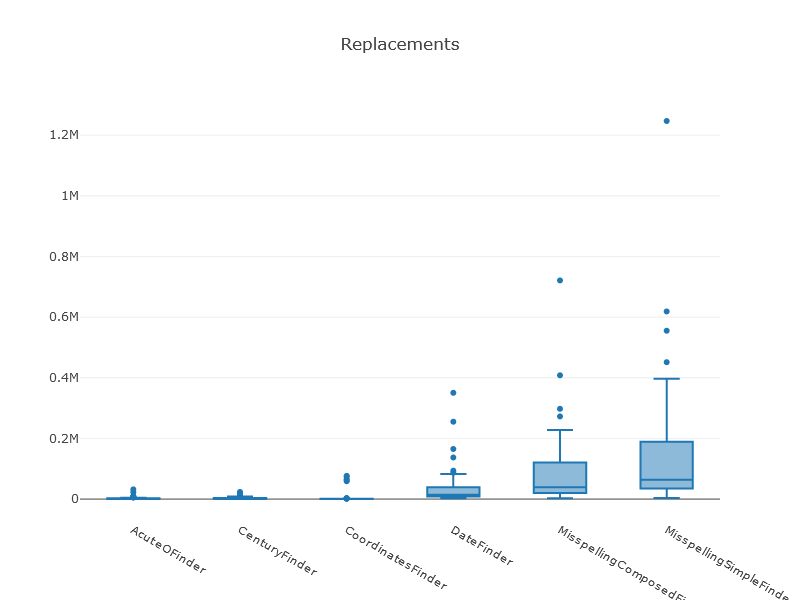 Replacements
1.2M
1M
0.8M
0.6M
0.4M
0.2M
0
AcuteOFinder
CenturyFinder
CoordinatesFinder
DateFinder
MisspellingComposedFi
MisspellingSimpleFinde